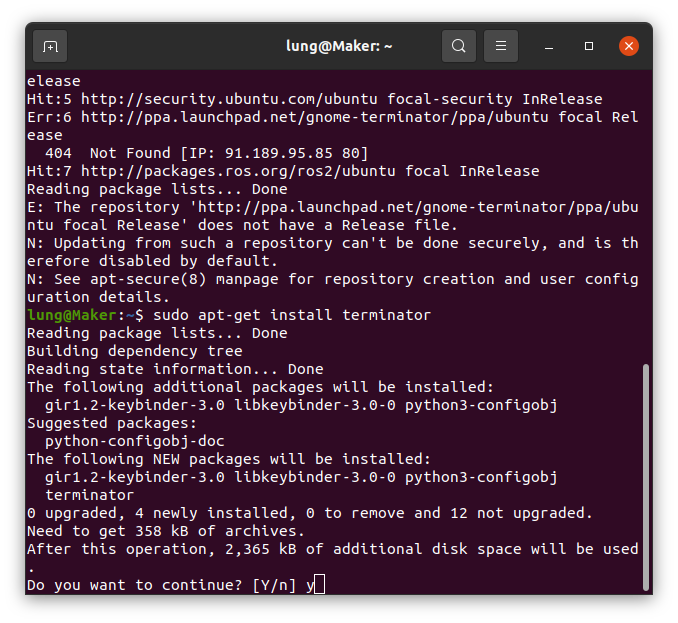 lung@Maker: ~
elease
Hit:5 http://security.ubuntu.com/ubuntu focal-security InRelease
Err:6 http://ppa.launchpad.net/gnome-terminator/ppa/ubuntu focal Rel
ease
  404  Not Found [IP: 91.189.95.85 80]
Hit:7 http://packages.ros.org/ros2/ubuntu focal InRelease
Reading package lists... Done
E: The repository 'http://ppa.launchpad.net/gnome-terminator/ppa/ubu
ntu focal Release' does not have a Release file.
N: Updating from such a repository can't be done securely, and is th
erefore disabled by default.
N: See apt-secure(8) manpage for repository creation and user config
uration details.
lung@Maker:~$ sudo apt-get install terminator
Reading package lists... Done
Building dependency tree
Reading state information... Done
The following additional packages will be installed:
  gir1.2-keybinder-3.0 libkeybinder-3.0-0 python3-configobj
Suggested packages:
  python-configobj-doc
The following NEW packages will be installed:
  gir1.2-keybinder-3.0 libkeybinder-3.0-0 python3-configobj
  terminator
0 upgraded, 4 newly installed, 0 to remove and 12 not upgraded.
Need to get 358 kB of archives.
After this operation, 2,365 kB of additional disk space will be used
.
Do you want to continue? [Y/n] y